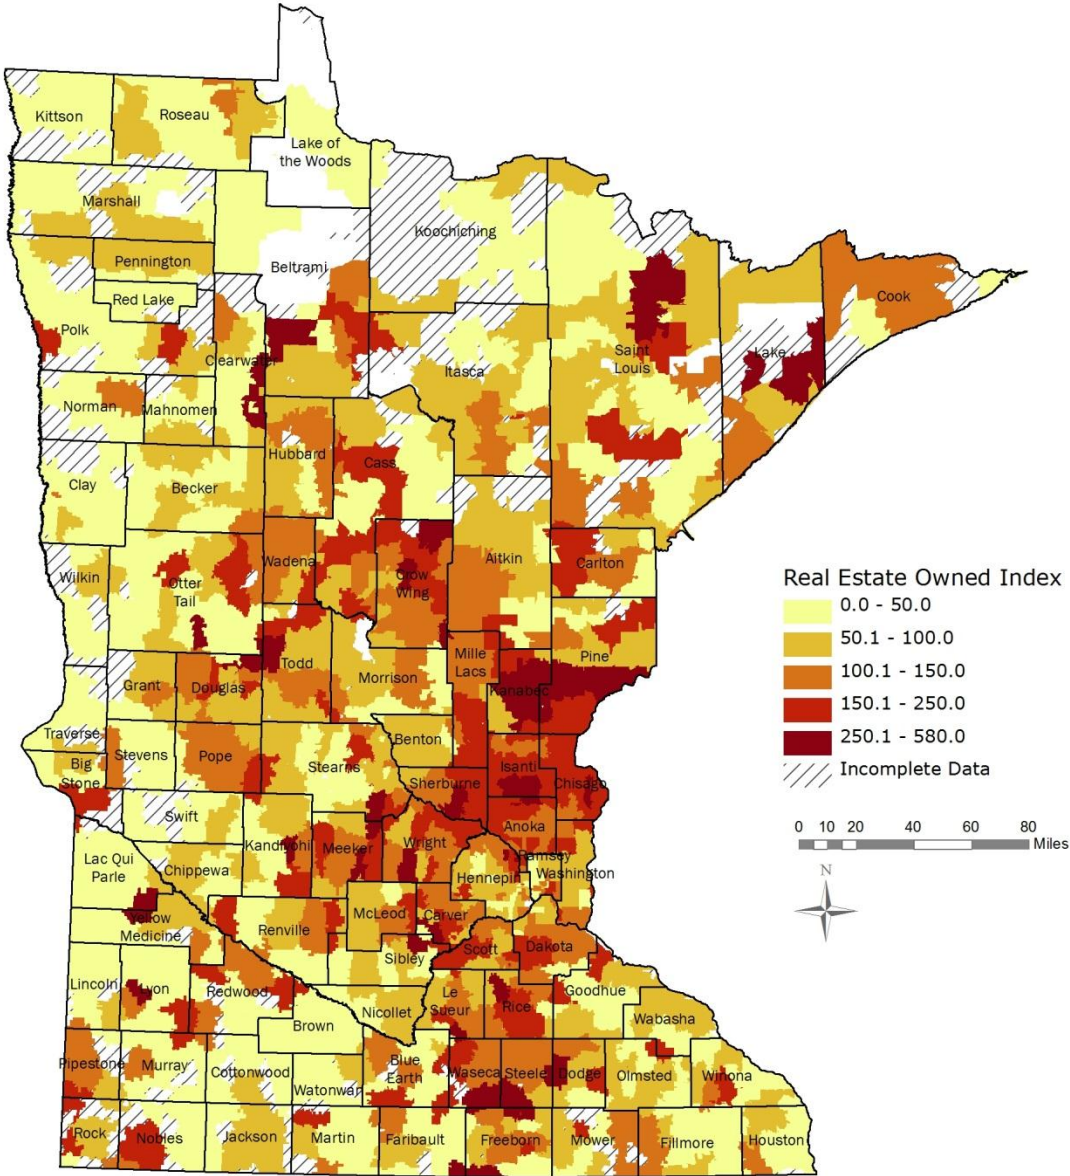 Kittson
Roseau
Lake of
the Woods
Marshall
Koochiching
Pennington
Beltrami
Red Lake
Cook
Polk
Clearwater
Saint
Louis
Lake
Itasca
Norman
Mahnomen
Hubbard
Cass
Clay
Becker
Wilkin
Otter
Tail
Wadena
Crow
Wing
Aitkin
Carlton
Real Estate Owned Index
0.0 - 50.0
50.1 - 100.0
100.1 - 150.0
150.1 - 250.0
250.1 - 580.0
Incomplete Data
Grant
Douglas
Todd
Morrison
Mille
Lacs
Kanabec
Pine
Traverse
Big
Stone
Stevens
Pope
Stearns
Benton
Sherburne
Isanti
Chisago
Swift
Kandiyohi
Meeker
Wright
Anoka
0 10 20 40 60 80
Miles
Lac Qui
Parle
Chippewa
Hennepin
Ramsey
Washington
N
Yellow
Medicine
Renville
McLeod
Carver
Scott
Dakota
Sibley
Lincoln
Lyon
Redwood
Brown
Nicollet
Le
Sueur
Rice
Goodhue
Wabasha
Pipestone
Murray
Cottonwood
Watonwan
Blue
Earth
Waseca
Steele
Dodge
Olmsted
Winona
Rock
Nobles
Jackson
Martin
Faribault
Freeborn
Mower
Fillmore
Houston